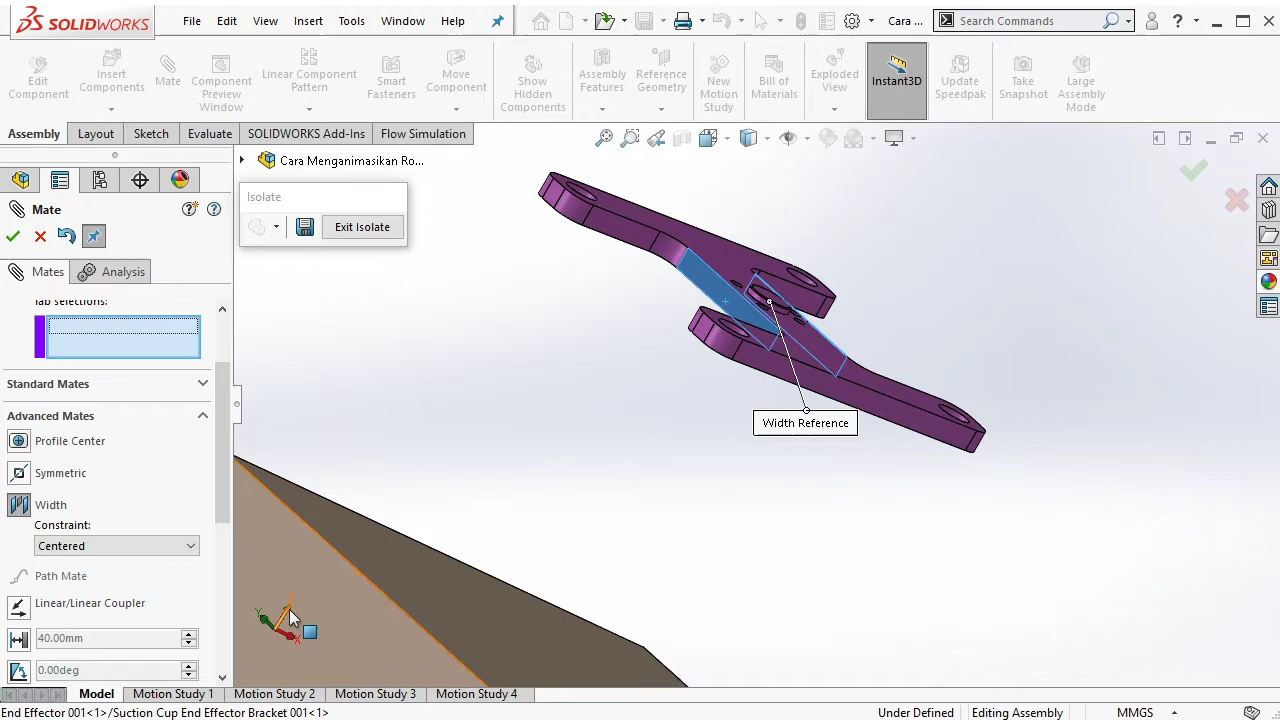 SOLIDWORKS File Edit View Insert Tools Window Help Cara ... Search Commands
Edit Component
Insert Components
Mate
Component Preview Window
Linear Component Pattern
Smart Fasteners
Move Component
Show Hidden Components
Assembly Features
Reference Geometry
New Motion Study
Bill of Materials
Exploded View
Instant3D
Update Speedpak
Take Snapshot
Large Assembly Mode
Assembly Layout Sketch Evaluate SOLIDWORKS Add-Ins Flow Simulation
Cara Menganimasikan Ro...
Mate
Isolate
Exit Isolate
Mates Analysis
Tab selections:
Standard Mates
Advanced Mates
Profile Center
Symmetric
Width
Constraint:
Centered
Path Mate
Linear/Linear Coupler
40.00mm
0.00deg
Width Reference
Y
X
Model Motion Study 1 Motion Study 2 Motion Study 3 Motion Study 4
End Effector 001<1>/Suction Cup End Effector Bracket 001<1> Under Defined Editing Assembly MMGS